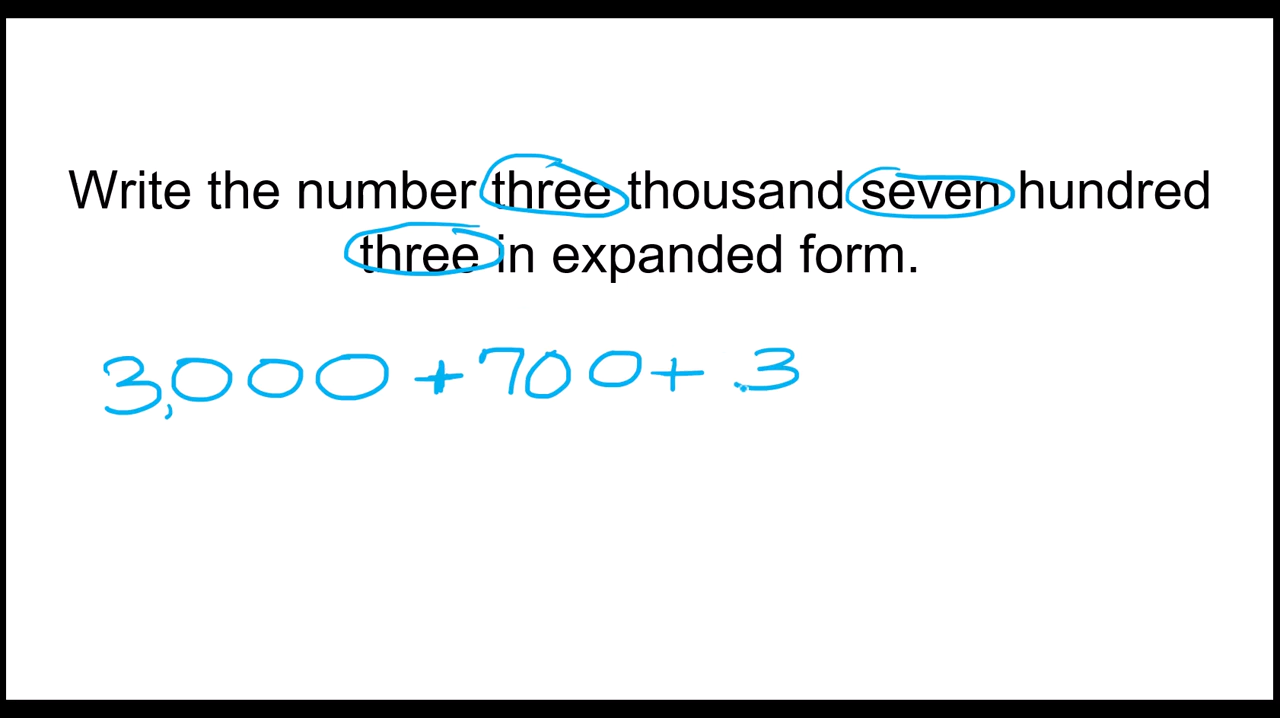 Write the number three thousand seven hundred
three in expanded form.
3,000 + 700 + 3